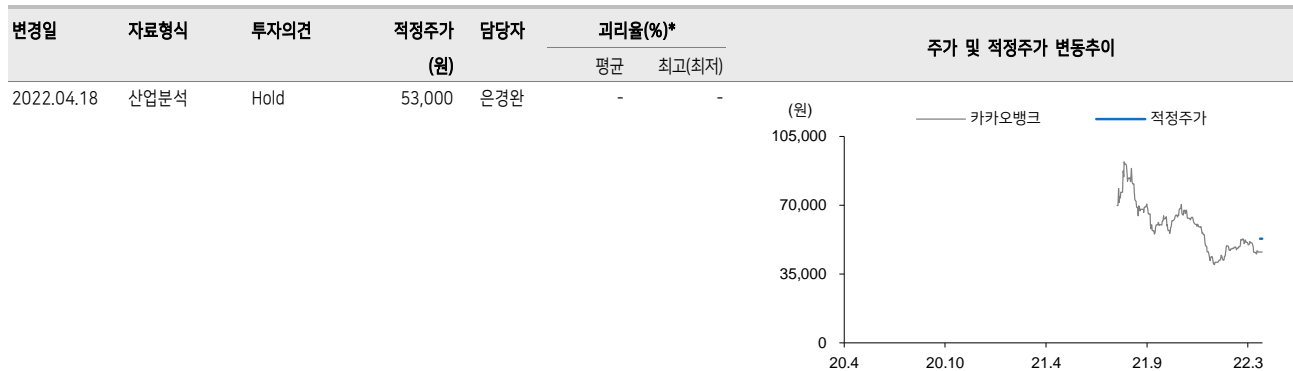 변경일 자료형식 투자의견 적정주가 담당자 괴리율(%)* 주가 및 적정주가 변동추이
(원) 평균 최고(최저)
2022.04.18 산업분석 Hold 53,000 은경완 - -
(원) 카카오뱅크 적정주가
105,000
70,000
35,000
0
20.4 20.10 21.4 21.9 22.3